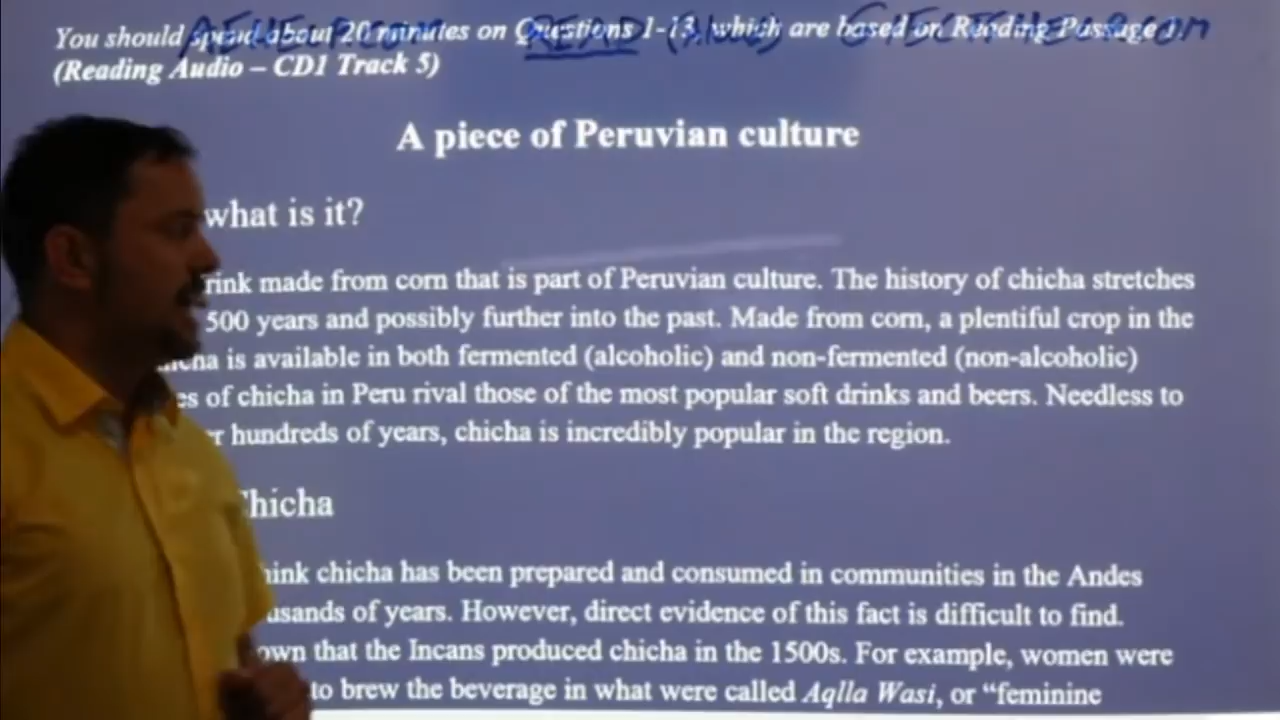 You should spend about 20 minutes on Questions 1-13, which are based on Reading Passage 1.
READ
(Reading Audio – CD1 Track 5)
A piece of Peruvian culture
what is it?
rink made from corn that is part of Peruvian culture. The history of chicha stretches
500 years and possibly further into the past. Made from corn, a plentiful crop in the
cha is available in both fermented (alcoholic) and non-fermented (non-alcoholic)
es of chicha in Peru rival those of the most popular soft drinks and beers. Needless to
r hundreds of years, chicha is incredibly popular in the region.
Chicha
hink chicha has been prepared and consumed in communities in the Andes
usands of years. However, direct evidence of this fact is difficult to find.
own that the Incans produced chicha in the 1500s. For example, women were
to brew the beverage in what were called Aqlla Wasi, or “feminine